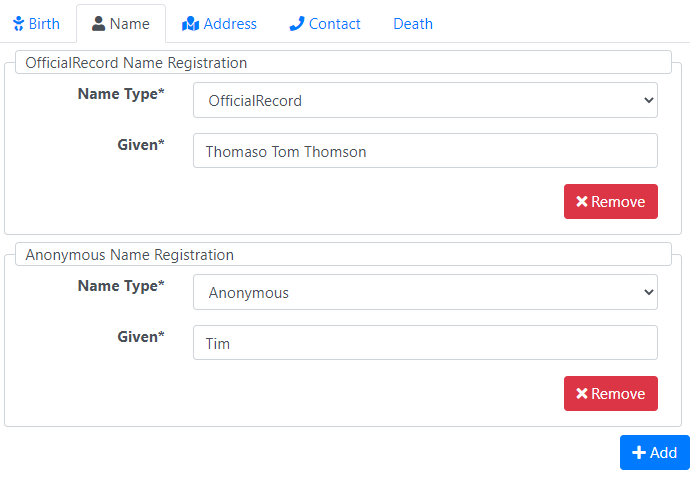 Birth Name Address Contact Death
OfficialRecord Name Registration
Name Type* OfficialRecord
Given* Thomaso Tom Thomson
Remove
Anonymous Name Registration
Name Type* Anonymous
Given* Tim
Remove
Add